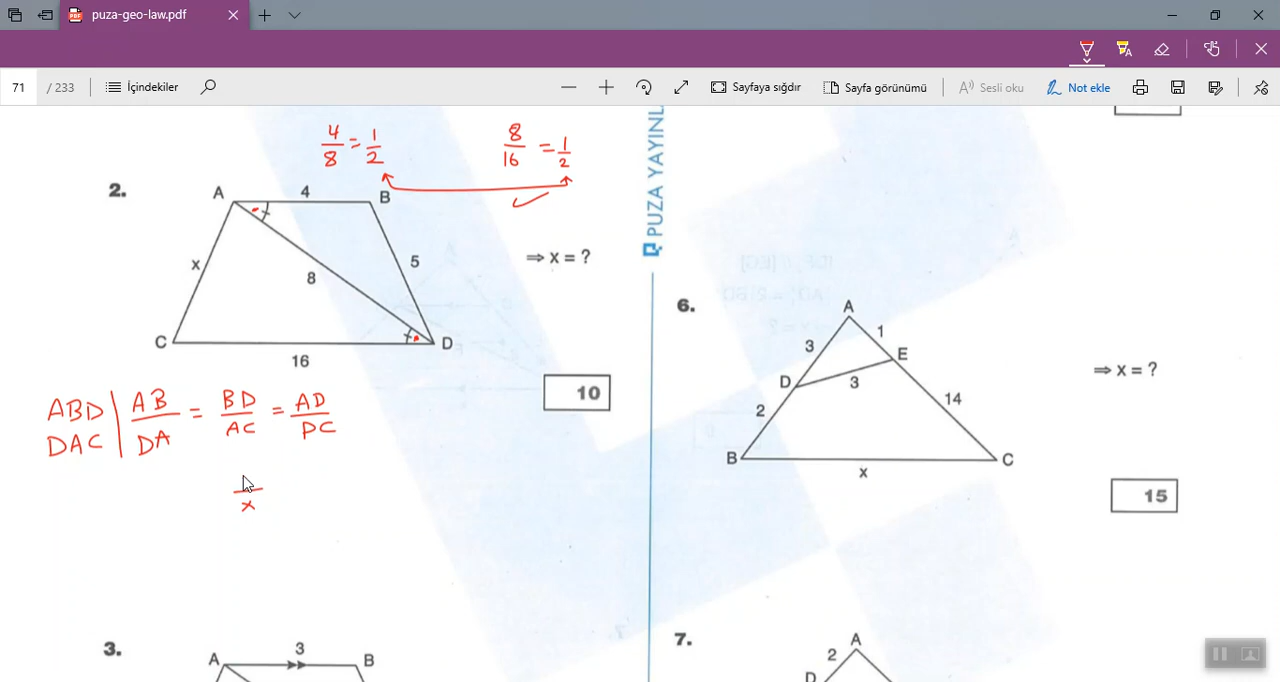 puza-geo-law.pdf
71 / 233 İçindekiler Sayfaya sığdır Sayfa görünümü A Sesli oku Not ekle
4/8 = 1/2 8/16 = 1/2
2.
A 4 B
x 8 5 ⇒ x = ?
C 16 D
10
ABD | AB/DA = BD/AC = AD/DC
DAC
/x
3.
A 3 B
PUZA YAYINL
6.
A
3 1
D 3 E
2 14
B x C
⇒ x = ?
15
7.
A
2
D